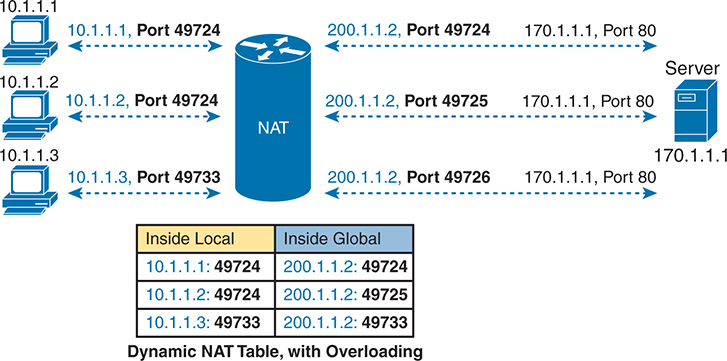 10.1.1.1
10.1.1.1, Port 49724
200.1.1.2, Port 49724
170.1.1.1, Port 80
Server
10.1.1.2
10.1.1.2, Port 49724
NAT
200.1.1.2, Port 49725
170.1.1.1, Port 80
170.1.1.1
10.1.1.3
10.1.1.3, Port 49733
200.1.1.2, Port 49726
170.1.1.1, Port 80
Inside Local Inside Global
10.1.1.1: 49724 200.1.1.2: 49724
10.1.1.2: 49724 200.1.1.2: 49725
10.1.1.3: 49733 200.1.1.2: 49733
Dynamic NAT Table, with Overloading